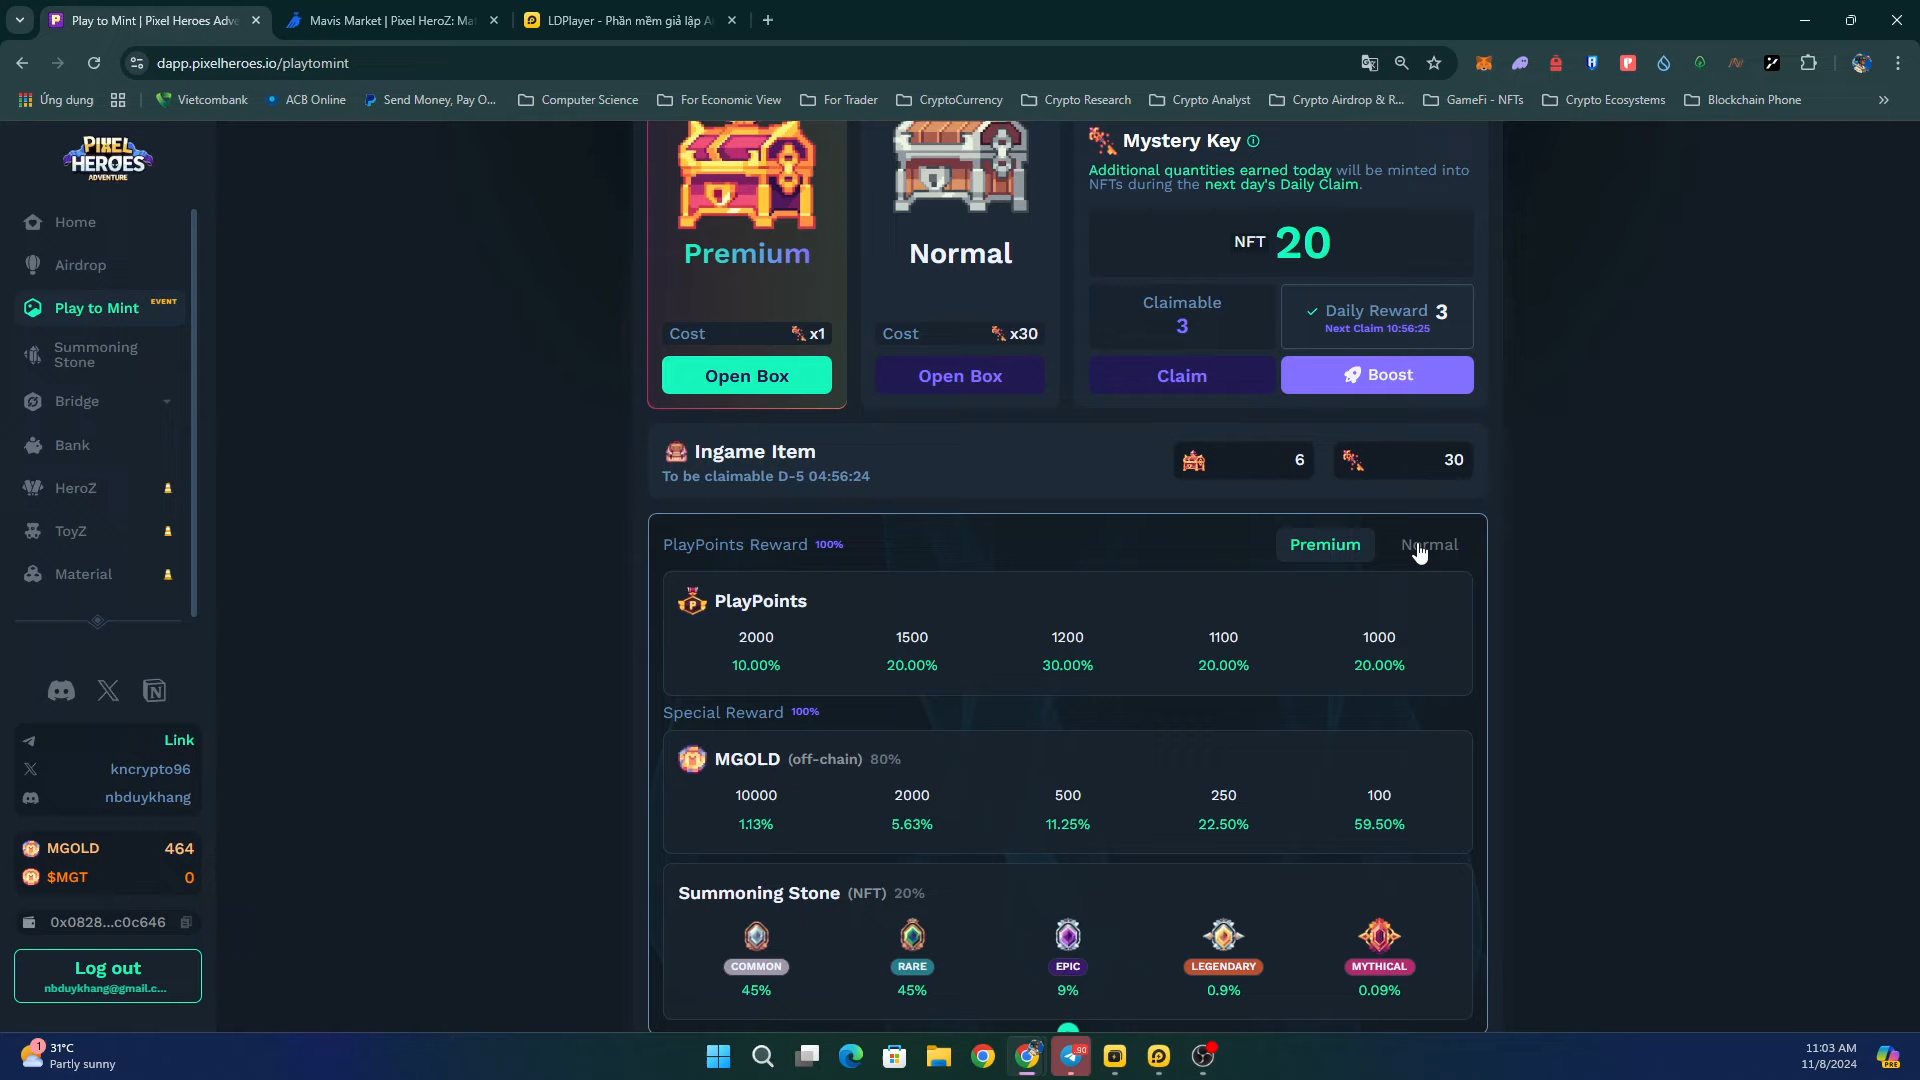 Play to Mint | Pixel Heroes Adve
Mavis Market | Pixel HeroZ: Mat
LDPlayer - Phần mềm giả lập A
dapp.pixelheroes.io/playtomint
Ứng dụng
Vietcombank
ACB Online
Send Money, Pay O...
Computer Science
For Economic View
For Trader
CryptoCurrency
Crypto Research
Crypto Analyst
Crypto Airdrop & R...
GameFi - NFTs
Crypto Ecosystems
Blockchain Phone
PIXEL
HEROES
ADVENTURE
Home
Airdrop
Play to Mint EVENT
Summoning
Stone
Bridge
Bank
HeroZ
ToyZ
Material
Link
kncrypto96
nbduykhang
MGOLD 464
$MGT 0
0x0828...c0c646
Log out
nbduykhang@gmail.c...
Premium
Cost x1
Open Box
Normal
Cost x30
Open Box
Mystery Key
Additional quantities earned today will be minted into
NFTs during the next day's Daily Claim.
NFT 20
Claimable
3
Daily Reward 3
Next Claim 10:56:25
Claim
Boost
Ingame Item
To be claimable D-5 04:56:24
6
30
PlayPoints Reward 100%
Premium
Normal
PlayPoints
2000 1500 1200 1100 1000
10.00% 20.00% 30.00% 20.00% 20.00%
Special Reward 100%
MGOLD (off-chain) 80%
10000 2000 500 250 100
1.13% 5.63% 11.25% 22.50% 59.50%
Summoning Stone (NFT) 20%
COMMON RARE EPIC LEGENDARY MYTHICAL
45% 45% 9% 0.9% 0.09%
1
31°C
Partly sunny
90
11:03 AM
11/8/2024
PRE